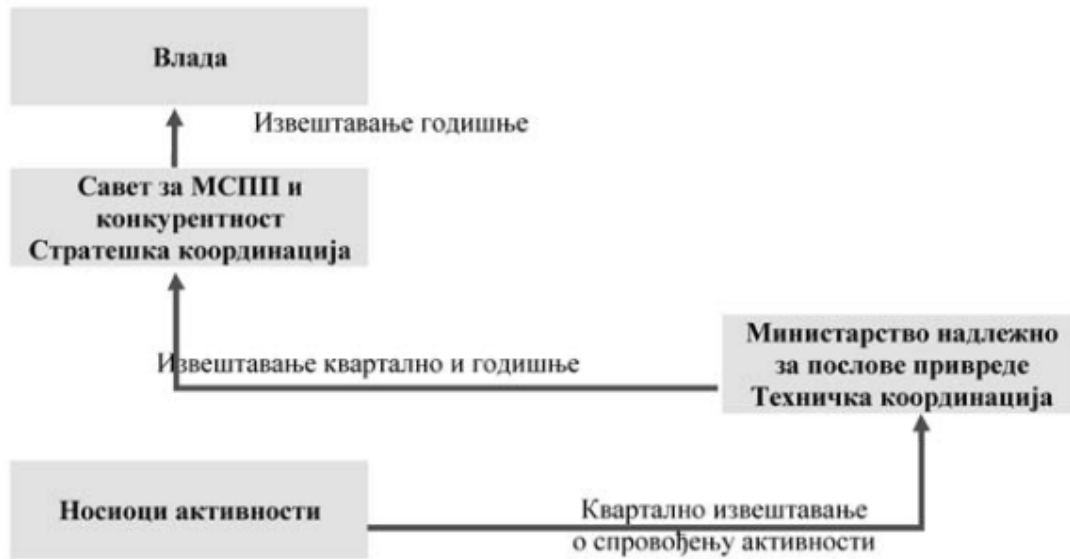 Влада
Извештавање годишње
Савет за МСПП и
конкурентност
Стратешка координација
Министарство надлежно
за послове привреде
Техничка координација
Извештавање квартално и годишње
Носиоци активности
Квартално извештавање
о спровођењу активности